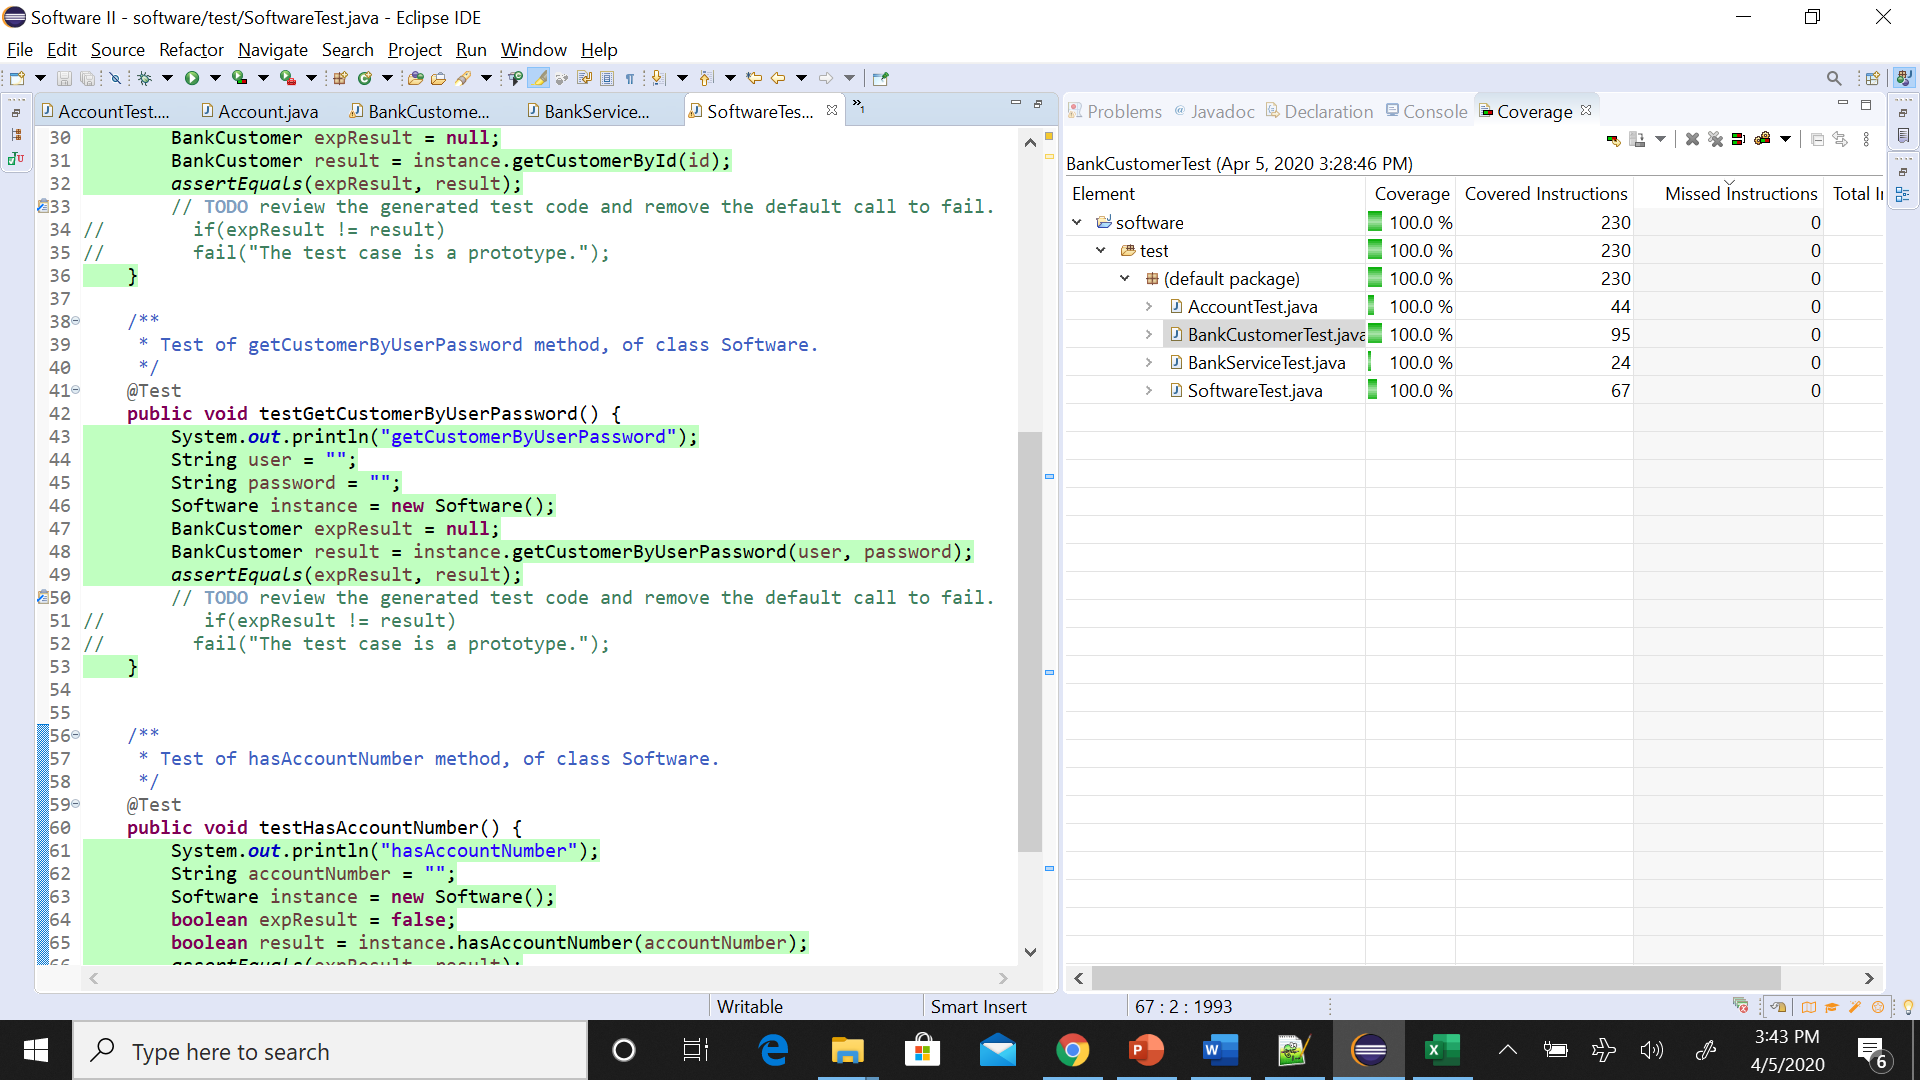 Software II - software/test/SoftwareTest.java - Eclipse IDE
File Edit Source Refactor Navigate Search Project Run Window Help
AccountTest.... Account.java BankCustome... BankService... SoftwareTes... »1
30 BankCustomer expResult = null;
31 BankCustomer result = instance.getCustomerById(id);
32 assertEquals(expResult, result);
33 // TODO review the generated test code and remove the default call to fail.
34 // if(expResult != result)
35 // fail("The test case is a prototype.");
36 }
37
38 /**
39 * Test of getCustomerByUserPassword method, of class Software.
40 */
41 @Test
42 public void testGetCustomerByUserPassword() {
43 System.out.println("getCustomerByUserPassword");
44 String user = "";
45 String password = "";
46 Software instance = new Software();
47 BankCustomer expResult = null;
48 BankCustomer result = instance.getCustomerByUserPassword(user, password);
49 assertEquals(expResult, result);
50 // TODO review the generated test code and remove the default call to fail.
51 // if(expResult != result)
52 // fail("The test case is a prototype.");
53 }
54
55
56 /**
57 * Test of hasAccountNumber method, of class Software.
58 */
59 @Test
60 public void testHasAccountNumber() {
61 System.out.println("hasAccountNumber");
62 String accountNumber = "";
63 Software instance = new Software();
64 boolean expResult = false;
65 boolean result = instance.hasAccountNumber(accountNumber);
66 assertEquals(expResult, result);
Problems @ Javadoc Declaration Console Coverage
BankCustomerTest (Apr 5, 2020 3:28:46 PM)
Element Coverage Covered Instructions Missed Instructions Total I
software 100.0 % 230 0
test 100.0 % 230 0
(default package) 100.0 % 230 0
AccountTest.java 100.0 % 44 0
BankCustomerTest.java 100.0 % 95 0
BankServiceTest.java 100.0 % 24 0
SoftwareTest.java 100.0 % 67 0
Writable Smart Insert 67 : 2 : 1993
Type here to search
3:43 PM
4/5/2020
6